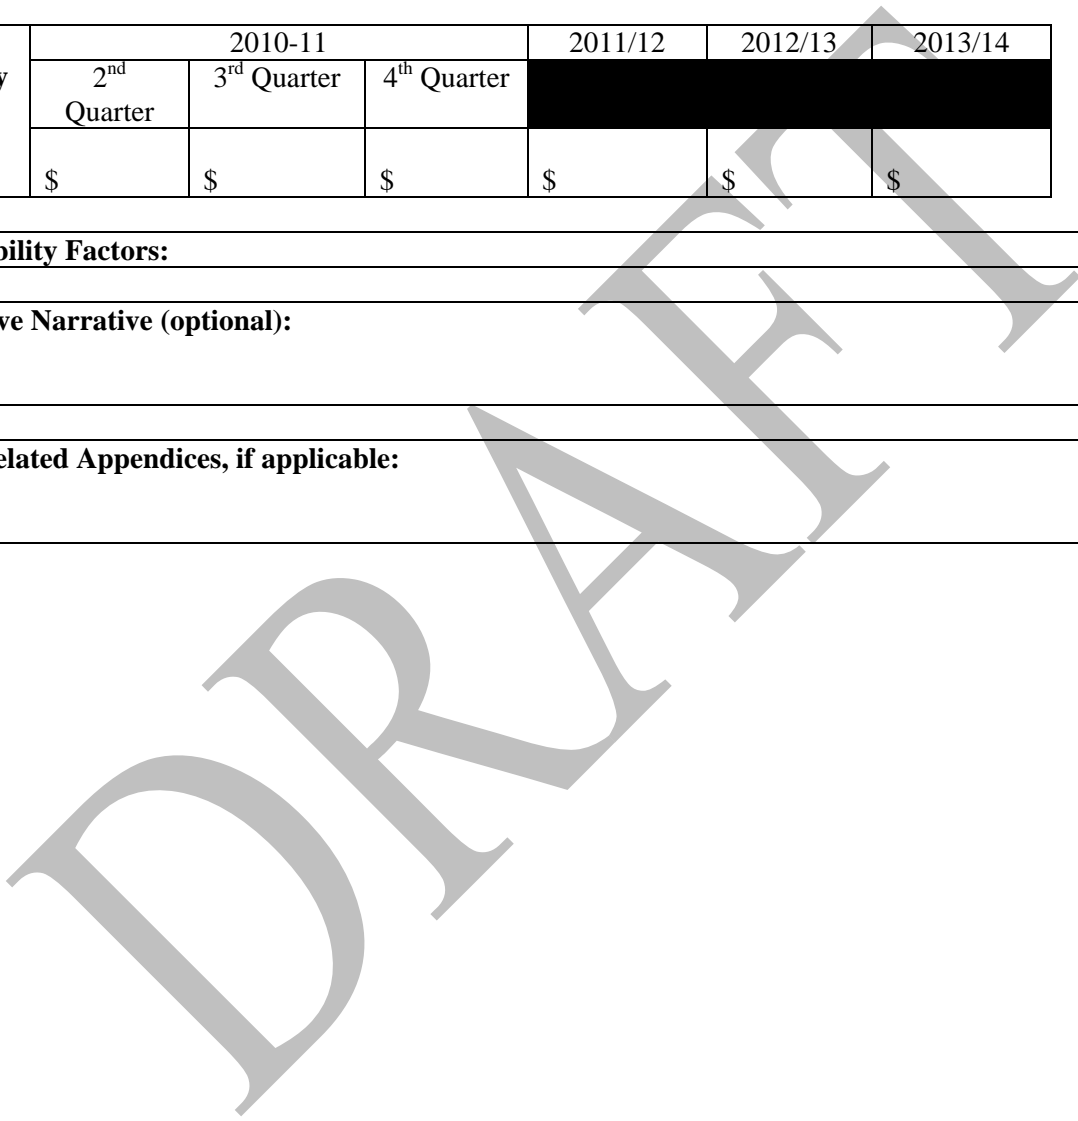 2010-11 2011/12 2012/13 2013/14
y 2nd 3rd Quarter 4th Quarter
Quarter
$ $ $ $ $ $
bility Factors:
ve Narrative (optional):
elated Appendices, if applicable:
DRAFT